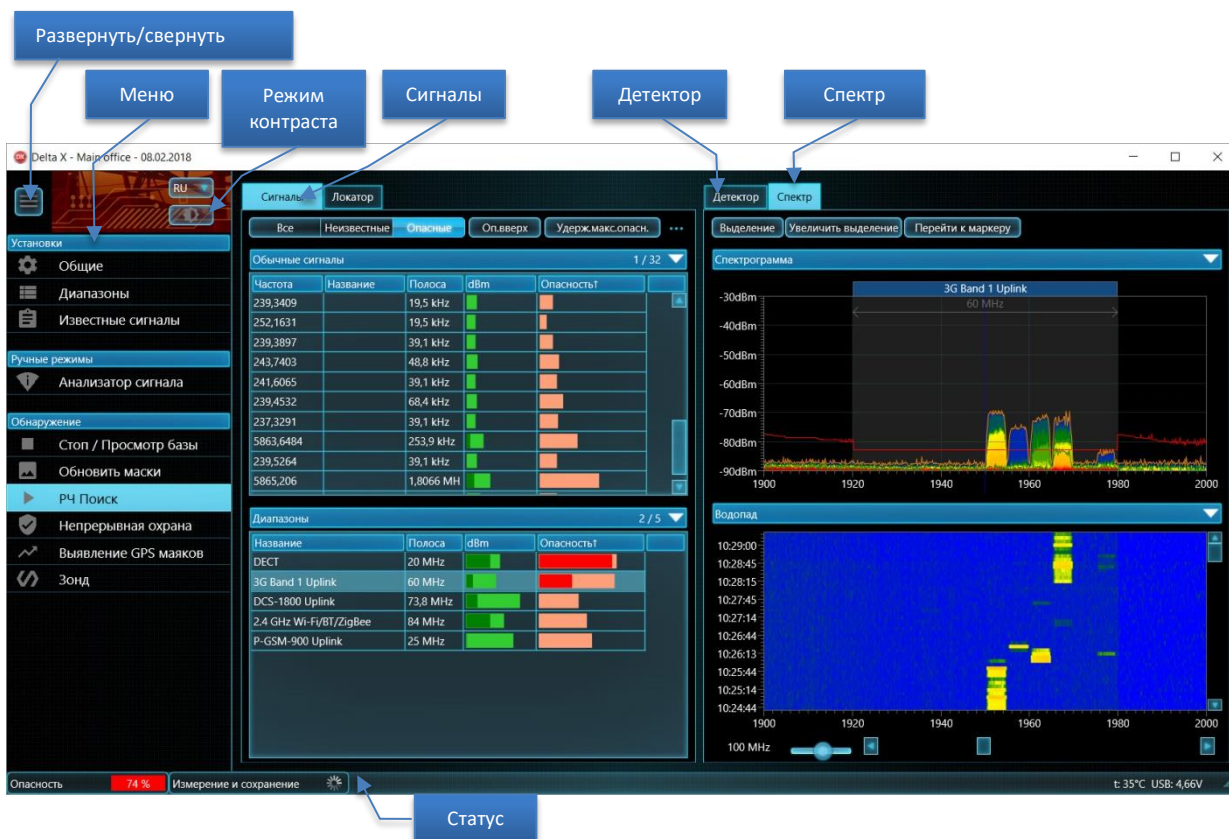 Развернуть/свернуть
Меню
Режим контраста
Сигналы
Детектор
Спектр
Delta X - Main office - 08.02.2018
RU
Установки
Общие
Диапазоны
Известные сигналы
Ручные режимы
Анализатор сигнала
Обнаружение
Стоп / Просмотр базы
Обновить маски
РЧ Поиск
Непрерывная охрана
Выявление GPS маяков
Зонд
Сигналы Локатор
Все Неизвестные Опасные Оп.вверх Удерж.макс.опасн. •••
Обычные сигналы 1 / 32
Частота Название Полоса dBm Опасность↑
239,3409 19,5 kHz
252,1631 19,5 kHz
239,3897 39,1 kHz
243,7403 48,8 kHz
241,6065 39,1 kHz
239,4532 68,4 kHz
237,3291 39,1 kHz
5863,6484 253,9 kHz
239,5264 39,1 kHz
5865,206 1,8066 MH
Диапазоны 2 / 5
Название Полоса dBm Опасность↑
DECT 20 MHz
3G Band 1 Uplink 60 MHz
DCS-1800 Uplink 73,8 MHz
2.4 GHz Wi-Fi/BT/ZigBee 84 MHz
P-GSM-900 Uplink 25 MHz
Детектор Спектр
Выделение Увеличить выделение Перейти к маркеру
Спектрограмма
3G Band 1 Uplink
60 MHz
-30dBm
-40dBm
-50dBm
-60dBm
-70dBm
-80dBm
-90dBm
1900 1920 1940 1960 1980 2000
Водопад
10:29:00
10:28:45
10:28:15
10:27:45
10:27:14
10:26:44
10:26:13
10:25:44
10:25:14
10:24:44
1900 1920 1940 1960 1980 2000
100 MHz
Опасность 74 % Измерение и сохранение
t: 35°C USB: 4,66V
Статус